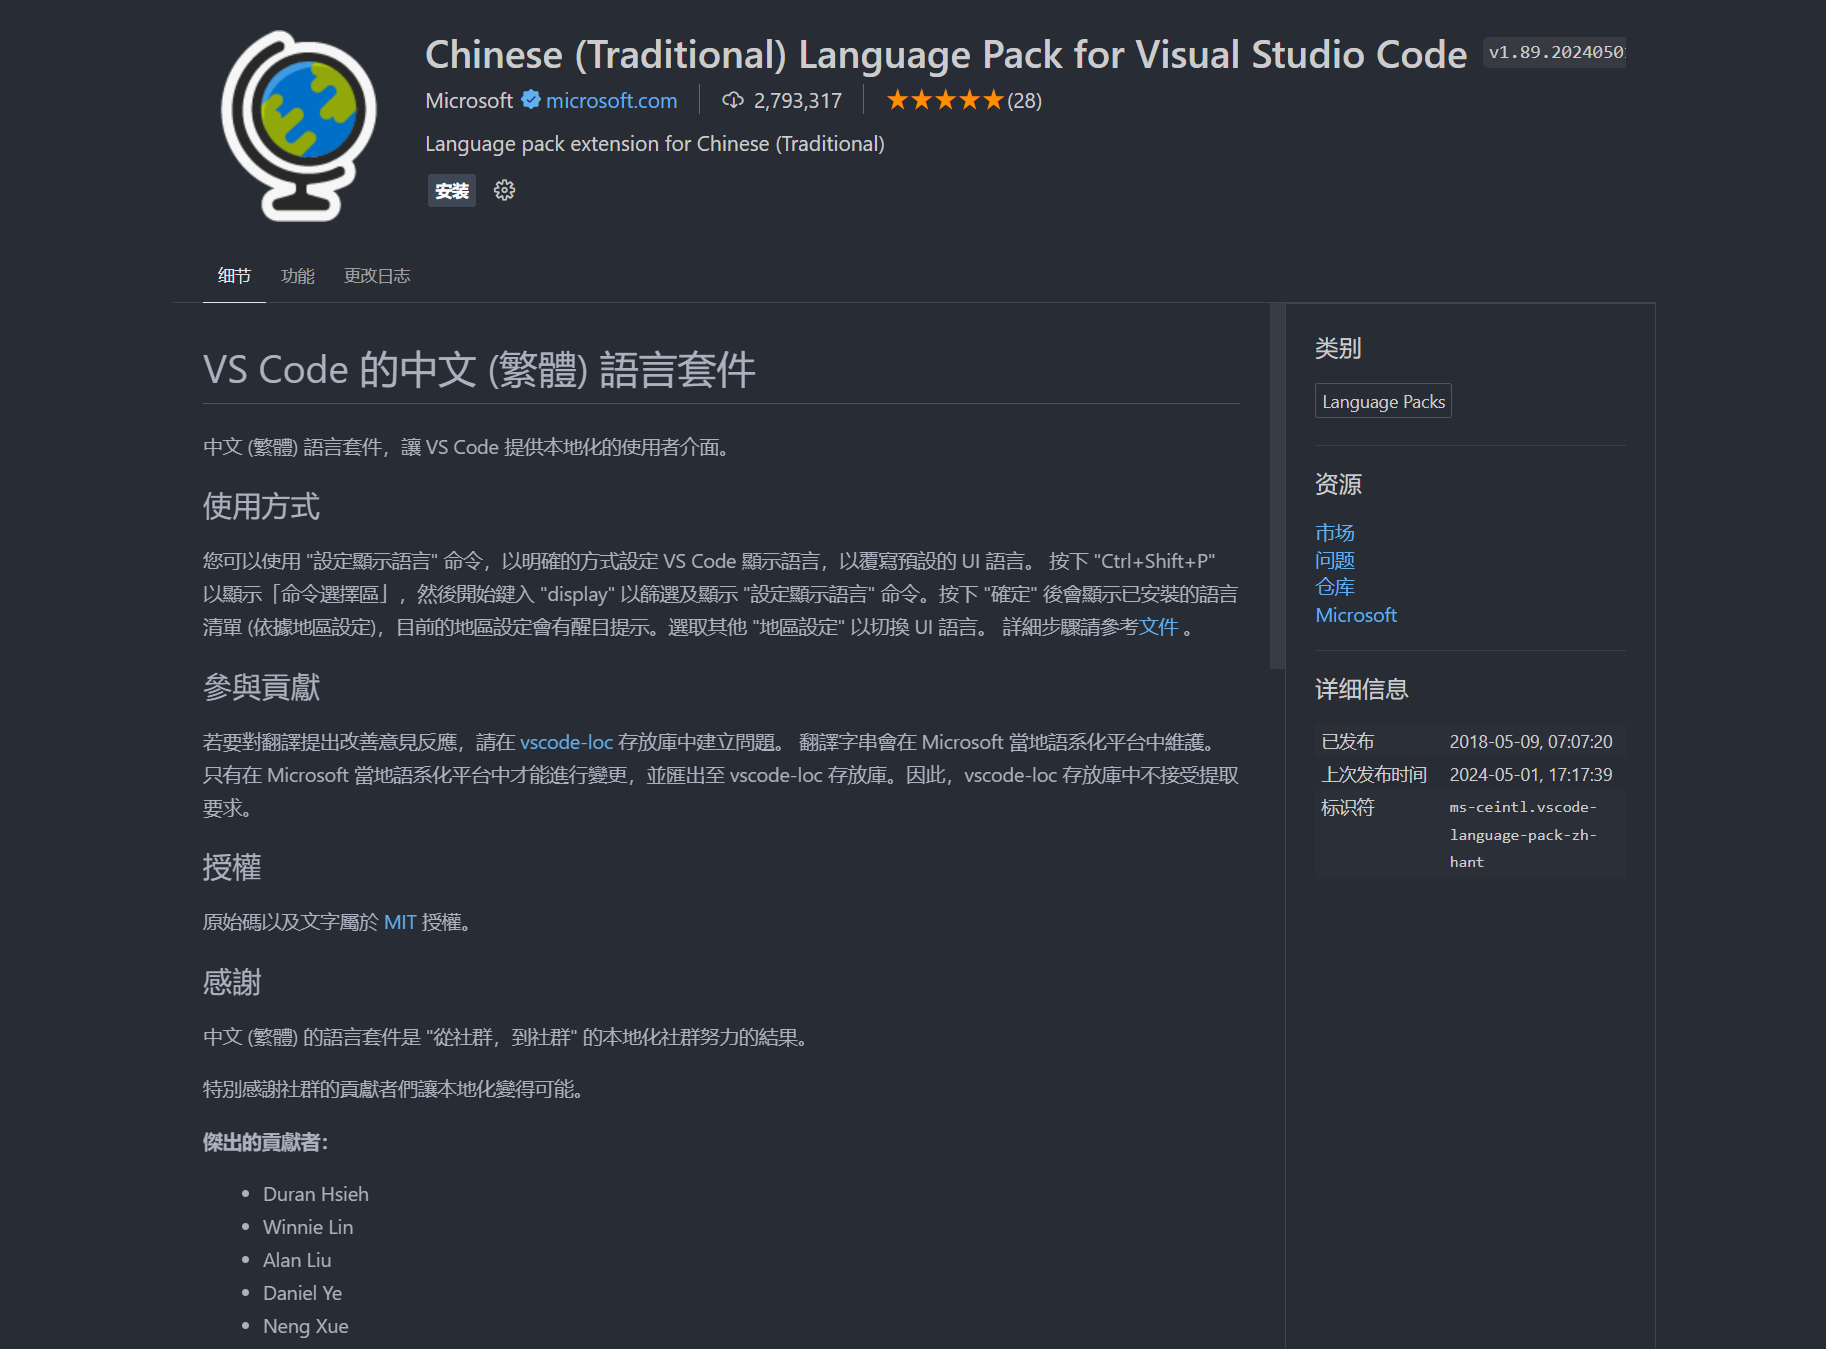 Chinese (Traditional) Language Pack for Visual Studio Code v1.89.20240501
Microsoft microsoft.com 2,793,317 (28)
Language pack extension for Chinese (Traditional)
安装
细节 功能 更改日志
VS Code 的中文 (繁體) 語言套件
中文 (繁體) 語言套件，讓 VS Code 提供本地化的使用者介面。
使用方式
您可以使用 "設定顯示語言" 命令，以明確的方式設定 VS Code 顯示語言，以覆寫預設的 UI 語言。 按下 "Ctrl+Shift+P"
以顯示「命令選擇區」，然後開始鍵入 "display" 以篩選及顯示 "設定顯示語言" 命令。按下 "確定" 後會顯示已安裝的語言
清單 (依據地區設定)，目前的地區設定會有醒目提示。選取其他 "地區設定" 以切換 UI 語言。 詳細步驟請參考文件 。
參與貢獻
若要對翻譯提出改善意見反應，請在 vscode-loc 存放庫中建立問題。 翻譯字串會在 Microsoft 當地語系化平台中維護。
只有在 Microsoft 當地語系化平台中才能進行變更，並匯出至 vscode-loc 存放庫。因此，vscode-loc 存放庫中不接受提取
要求。
授權
原始碼以及文字屬於 MIT 授權。
感謝
中文 (繁體) 的語言套件是 "從社群，到社群" 的本地化社群努力的結果。
特別感謝社群的貢獻者們讓本地化變得可能。
傑出的貢獻者：
Duran Hsieh
Winnie Lin
Alan Liu
Daniel Ye
Neng Xue
类别
Language Packs
资源
市场
问题
仓库
Microsoft
详细信息
已发布 2018-05-09, 07:07:20
上次发布时间 2024-05-01, 17:17:39
标识符 ms-ceintl.vscode-
language-pack-zh-
hant